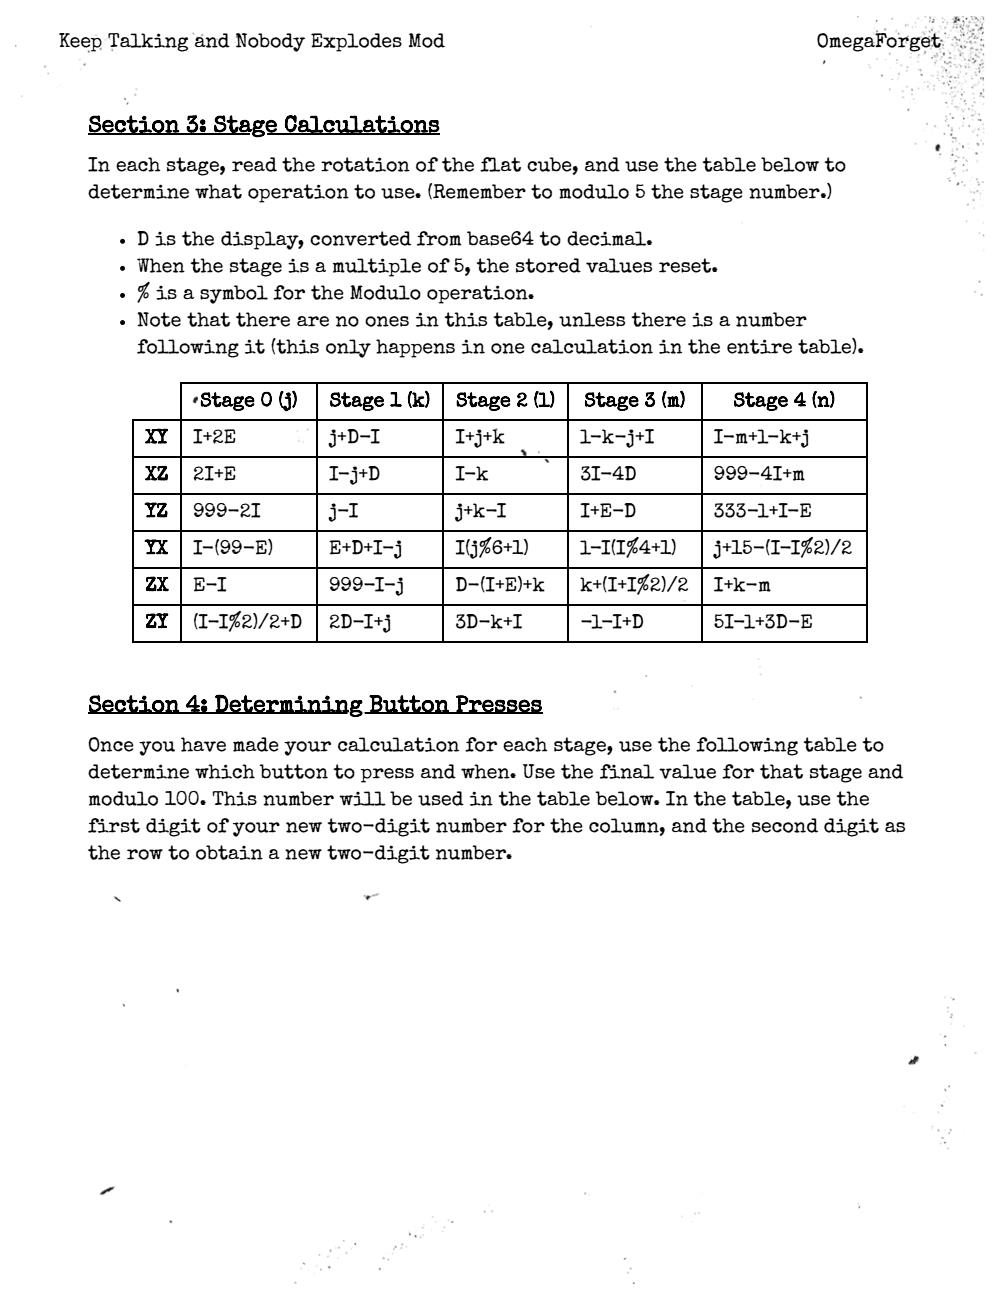 Keep Talking and Nobody Explodes Mod OmegaForget
Section 3: Stage Calculations
In each stage, read the rotation of the flat cube, and use the table below to
determine what operation to use. (Remember to modulo 5 the stage number.)
• D is the display, converted from base64 to decimal.
• When the stage is a multiple of 5, the stored values reset.
• % is a symbol for the Modulo operation.
• Note that there are no ones in this table, unless there is a number
following it (this only happens in one calculation in the entire table).
Stage 0 (j) Stage 1 (k) Stage 2 (l) Stage 3 (m) Stage 4 (n)
XY I+2E j+D-I I+j+k l-k-j+I I-m+l-k+j
XZ 2I+E I-j+D I-k 3I-4D 999-4I+m
YZ 999-2I j-I j+k-I I+E-D 333-l+I-E
YX I-(99-E) E+D+I-j I(j%6+1) l-I(I%4+1) j+15-(I-I%2)/2
ZX E-I 999-I-j D-(I+E)+k k+(I+I%2)/2 I+k-m
ZY (I-I%2)/2+D 2D-I+j 3D-k+I -l-I+D 5I-l+3D-E
Section 4: Determining Button Presses
Once you have made your calculation for each stage, use the following table to
determine which button to press and when. Use the final value for that stage and
modulo 100. This number will be used in the table below. In the table, use the
first digit of your new two-digit number for the column, and the second digit as
the row to obtain a new two-digit number.